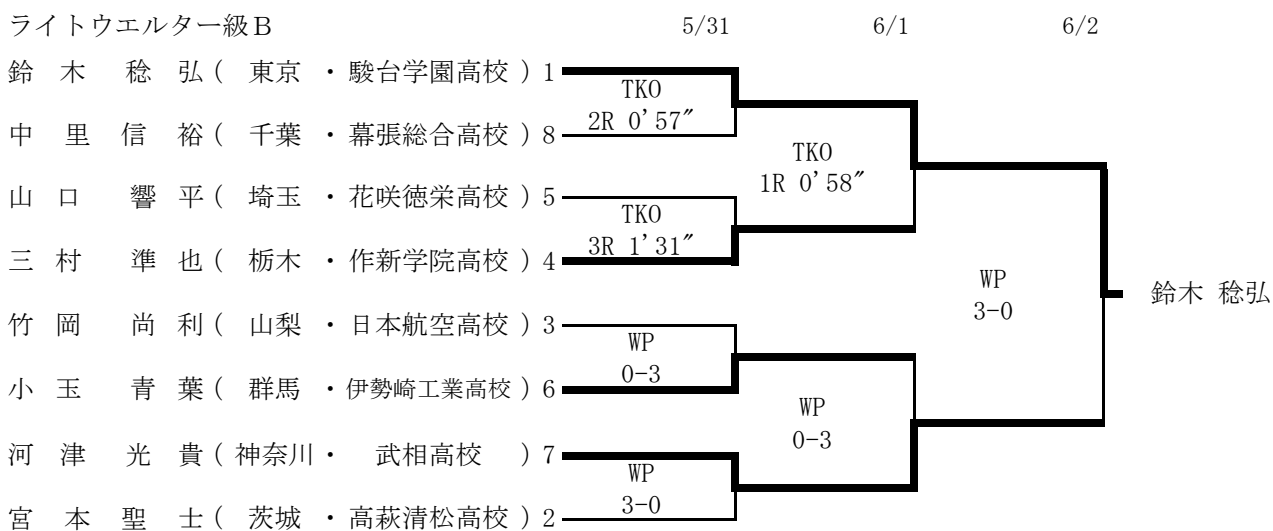 ライトウエルター級B 5/31 6/1 6/2
鈴木 稔弘 ( 東京 ・駿台学園高校 ) 1
TKO
2R 0'57″
中里 信裕 ( 千葉 ・幕張総合高校 ) 8
TKO
1R 0'58″
山口 響平 ( 埼玉 ・花咲徳栄高校 ) 5
TKO
3R 1'31″
三村 準也 ( 栃木 ・作新学院高校 ) 4
WP
3-0
鈴木 稔弘
竹岡 尚利 ( 山梨 ・日本航空高校 ) 3
WP
0-3
小玉 青葉 ( 群馬 ・伊勢崎工業高校 ) 6
WP
0-3
河津 光貴 ( 神奈川・ 武相高校 ) 7
WP
3-0
宮本 聖士 ( 茨城 ・高萩清松高校 ) 2